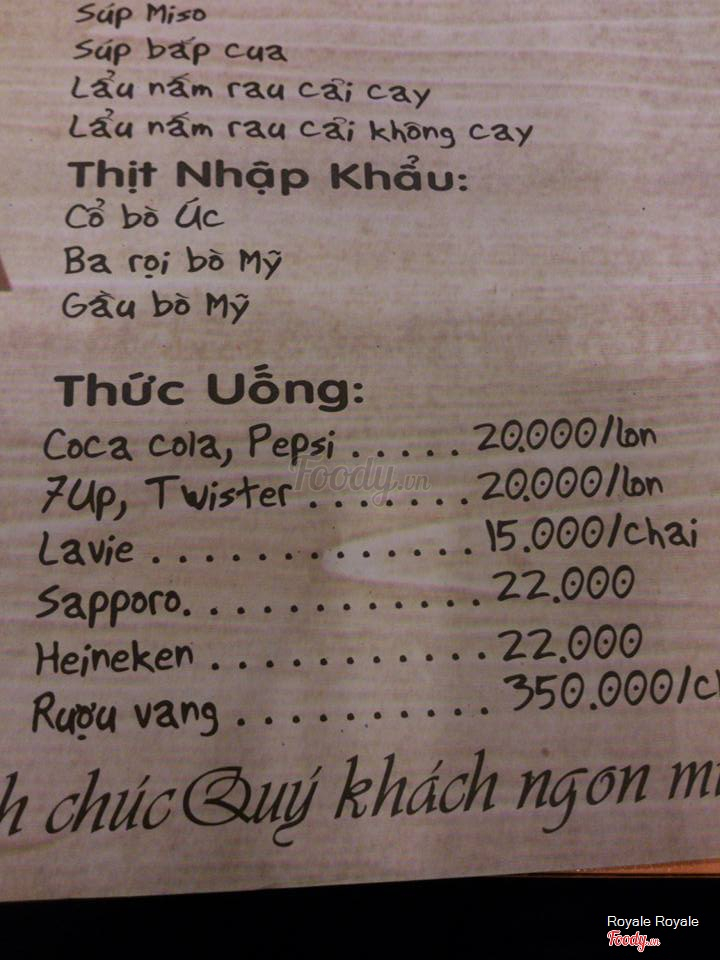 Súp Miso
Súp bắp cua
Lẩu nấm rau cải cay
Lẩu nấm rau cải không cay
Thịt Nhập Khẩu:
Cổ bò Úc
Ba rọi bò Mỹ
Gầu bò Mỹ
Thức Uống:
Coca cola, Pepsi ..... 20.000/lon
7Up, Twister ....... 20.000/lon
Foody.vn
Lavie ............. 15.000/chai
Sapporo. ............ 22.000
Heineken ........... 22.000
Rượu vang .......... 350.000/
chúc Quý khách ngon
Royale Royale
Foody.vn